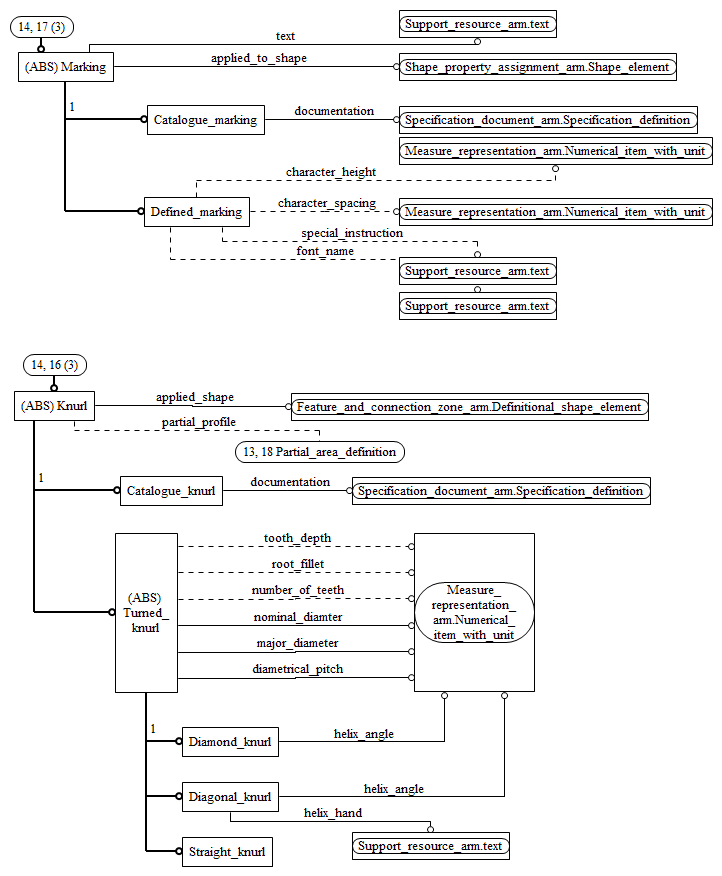 14, 17 (3)
text
Support_resource_arm.text
(ABS) Marking
applied_to_shape
Shape_property_assignment_arm.Shape_element
1
Catalogue_marking
documentation
Specification_document_arm.Specification_definition
Measure_representation_arm.Numerical_item_with_unit
character_height
Defined_marking
character_spacing
Measure_representation_arm.Numerical_item_with_unit
special_instruction
font_name
Support_resource_arm.text
Support_resource_arm.text
14, 16 (3)
(ABS) Knurl
applied_shape
Feature_and_connection_zone_arm.Definitional_shape_element
partial_profile
13, 18 Partial_area_definition
1
Catalogue_knurl
documentation
Specification_document_arm.Specification_definition
(ABS)
Turned_
knurl
tooth_depth
root_fillet
number_of_teeth
nominal_diamter
major_diameter
diametrical_pitch
Measure_
representation_
arm.Numerical_
item_with_unit
1
Diamond_knurl
helix_angle
Diagonal_knurl
helix_angle
helix_hand
Support_resource_arm.text
Straight_knurl